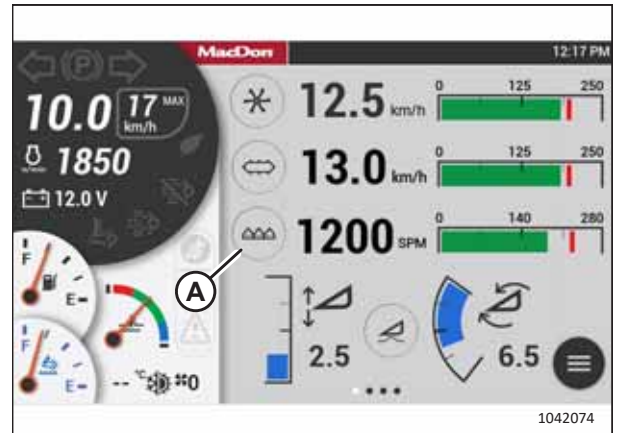 MacDon 12:17 PM
(P)
10.0 17 MAX km/h
1850
n/min
12.0 V
12.5 km/h 0 125 250
13.0 km/h 0 125 250
1200 SPM 0 140 280
A
F E
2.5 6.5
F E
-- °C 0
1042074